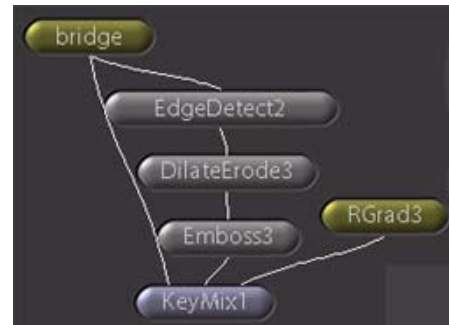 bridge
EdgeDetect2
DilateErode3
RGrad3
Emboss3
KeyMix1